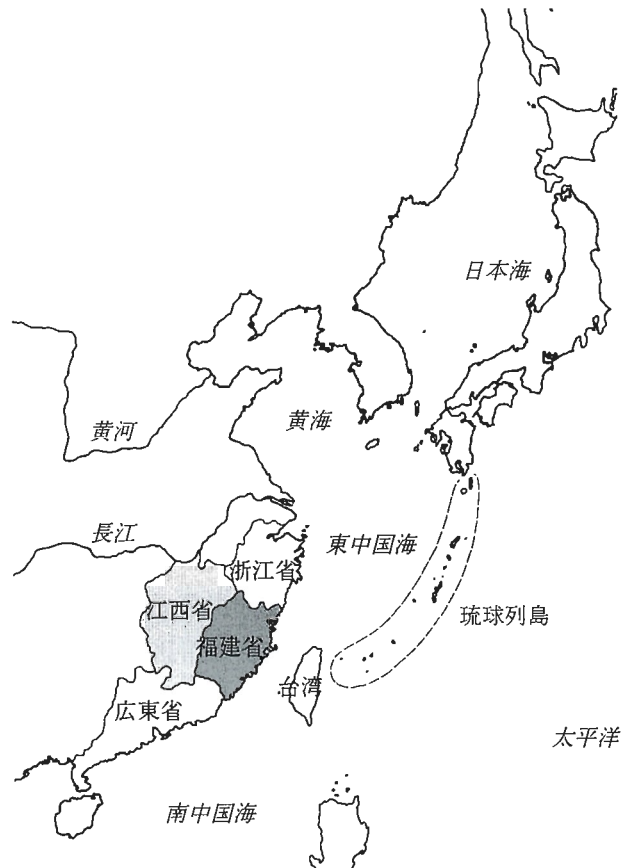 日本海
黄河
黄海
長江
東中国海
浙江省
江西省
琉球列島
福建省
台湾
広東省
太平洋
南中国海